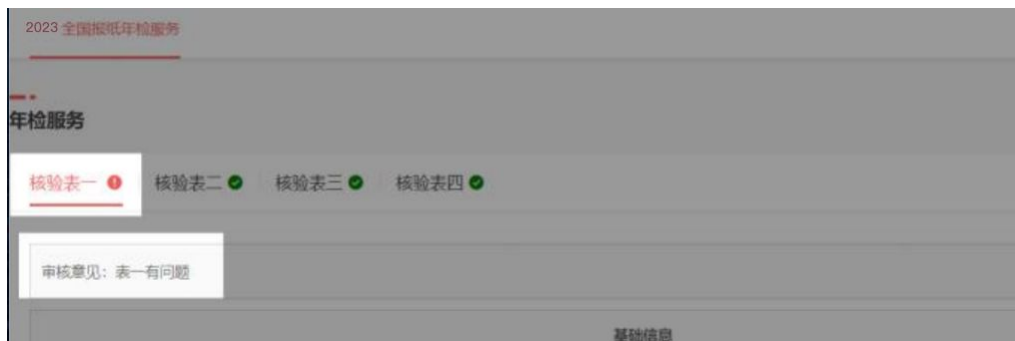 2023 全国报纸年检服务
年检服务
核验表一 核验表二 核验表三 核验表四
审核意见：表一有问题
基础信息